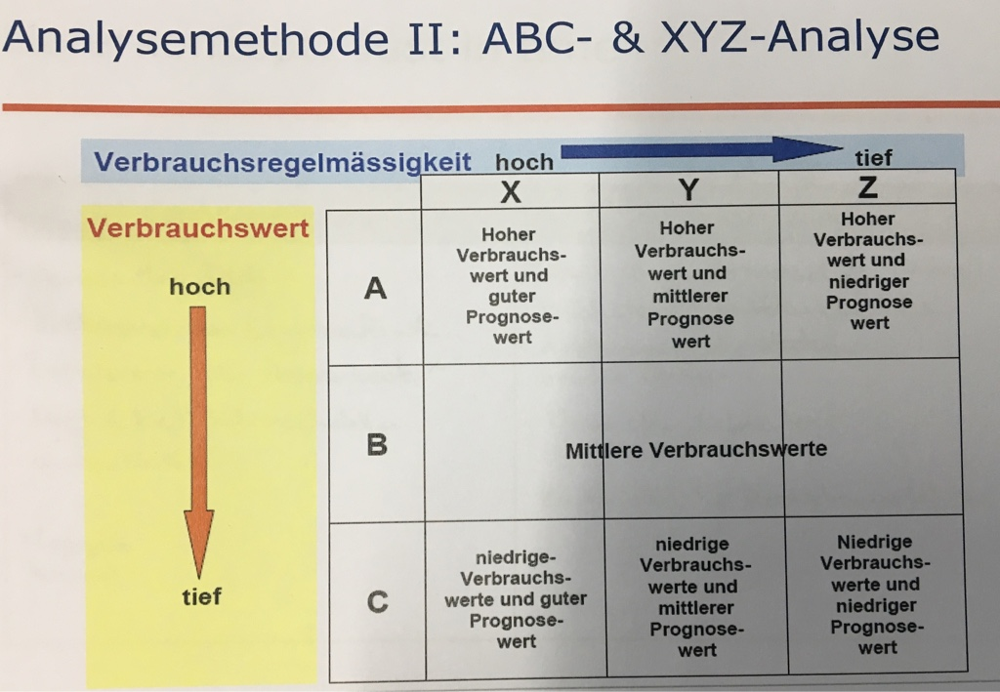 Analysemethode II: ABC- & XYZ-Analyse
Verbrauchsregelmässigkeit hoch tief
X Y Z
Verbrauchswert
hoch
tief
A
Hoher
Verbrauchs-
wert und
guter
Prognose-
wert
Hoher
Verbrauchs-
wert und
mittlerer
Prognose
wert
Hoher
Verbrauchs-
wert und
niedriger
Prognose
wert
B
Mittlere Verbrauchswerte
C
niedrige-
Verbrauchs-
werte und guter
Prognose-
wert
niedrige
Verbrauchs-
werte und
mittlerer
Prognose-
wert
Niedrige
Verbrauchs-
werte und
niedriger
Prognose-
wert